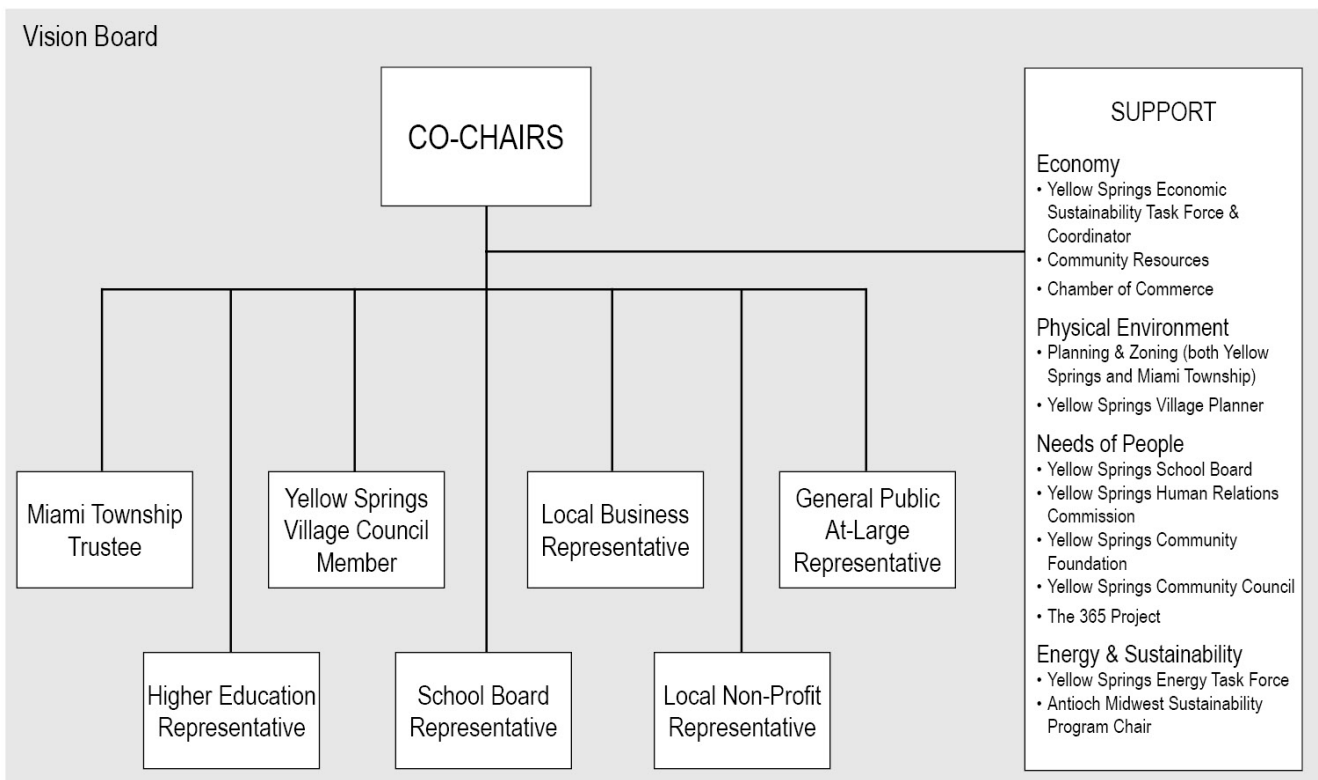 Vision Board
CO-CHAIRS
Miami Township
Trustee
Yellow Springs
Village Council
Member
Local Business
Representative
General Public
At-Large
Representative
Higher Education
Representative
School Board
Representative
Local Non-Profit
Representative
SUPPORT
Economy
• Yellow Springs Economic
Sustainability Task Force &
Coordinator
• Community Resources
• Chamber of Commerce
Physical Environment
• Planning & Zoning (both Yellow
Springs and Miami Township)
• Yellow Springs Village Planner
Needs of People
• Yellow Springs School Board
• Yellow Springs Human Relations
Commission
• Yellow Springs Community
Foundation
• Yellow Springs Community Council
• The 365 Project
Energy & Sustainability
• Yellow Springs Energy Task Force
• Antioch Midwest Sustainability
Program Chair